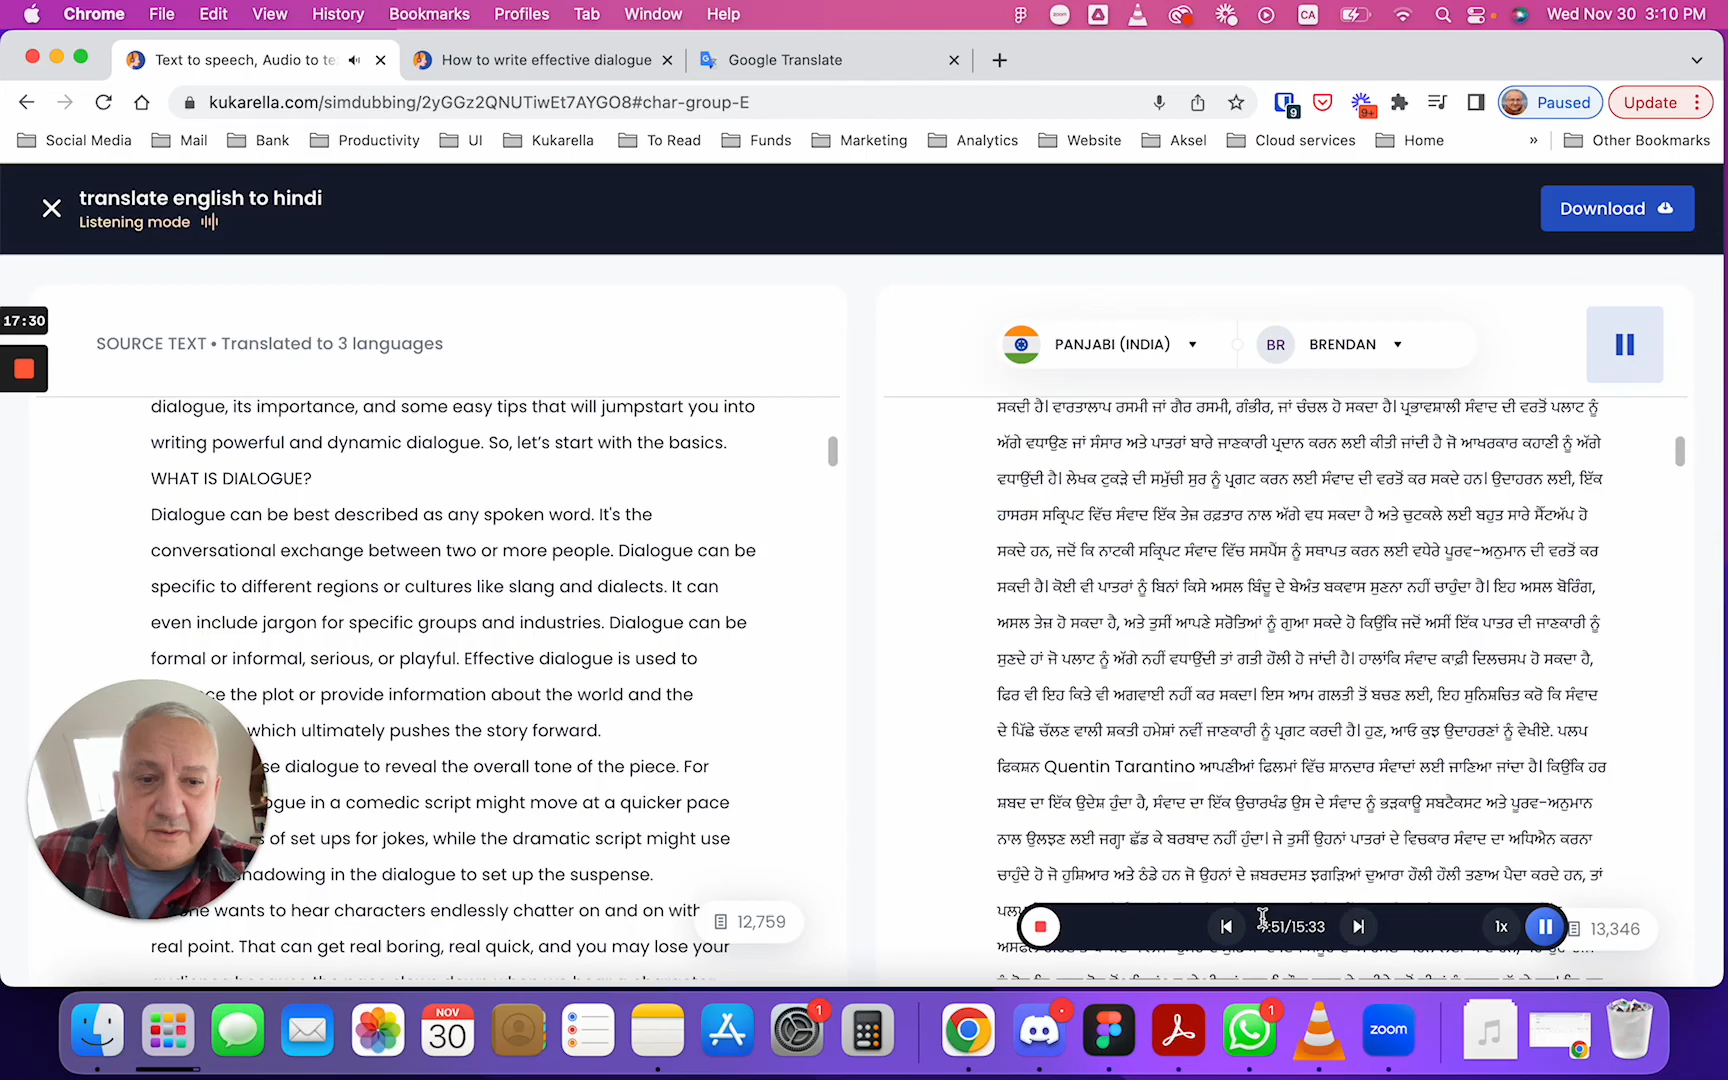 Chrome File Edit View History Bookmarks Profiles Tab Window Help
zoom CA Wed Nov 30 3:10 PM
Text to speech, Audio to te
How to write effective dialogue
Google Translate
kukarella.com/simdubbing/2yGGz2QNUTiwEt7AYGO8#char-group-E
9 9+ Paused Update
Social Media Mail Bank Productivity UI Kukarella To Read Funds Marketing Analytics Website Aksel Cloud services Home » Other Bookmarks
translate english to hindi
Listening mode
Download
17:30
SOURCE TEXT • Translated to 3 languages
dialogue, its importance, and some easy tips that will jumpstart you into
writing powerful and dynamic dialogue. So, let's start with the basics.
WHAT IS DIALOGUE?
Dialogue can be best described as any spoken word. It's the
conversational exchange between two or more people. Dialogue can be
specific to different regions or cultures like slang and dialects. It can
even include jargon for specific groups and industries. Dialogue can be
formal or informal, serious, or playful. Effective dialogue is used to
ce the plot or provide information about the world and the
which ultimately pushes the story forward.
se dialogue to reveal the overall tone of the piece. For
ogue in a comedic script might move at a quicker pace
s of set ups for jokes, while the dramatic script might use
hadowing in the dialogue to set up the suspense.
ne wants to hear characters endlessly chatter on and on with
real point. That can get real boring, real quick, and you may lose your
12,759
PANJABI (INDIA) BR BRENDAN
ਸਕਦੀ ਹੈ। ਵਾਰਤਾਲਾਪ ਰਸਮੀ ਜਾਂ ਗੈਰ ਰਸਮੀ, ਗੰਭੀਰ, ਜਾਂ ਚੰਚਲ ਹੋ ਸਕਦਾ ਹੈ। ਪ੍ਰਭਾਵਸ਼ਾਲੀ ਸੰਵਾਦ ਦੀ ਵਰਤੋਂ ਪਲਾਟ ਨੂੰ
ਅੱਗੇ ਵਧਾਉਣ ਜਾਂ ਸੰਸਾਰ ਅਤੇ ਪਾਤਰਾਂ ਬਾਰੇ ਜਾਣਕਾਰੀ ਪ੍ਰਦਾਨ ਕਰਨ ਲਈ ਕੀਤੀ ਜਾਂਦੀ ਹੈ ਜੋ ਆਖਰਕਾਰ ਕਹਾਣੀ ਨੂੰ ਅੱਗੇ
ਵਧਾਉਂਦੀ ਹੈ। ਲੇਖਕ ਟੁਕੜੇ ਦੀ ਸਮੁੱਚੀ ਸੁਰ ਨੂੰ ਪ੍ਰਗਟ ਕਰਨ ਲਈ ਸੰਵਾਦ ਦੀ ਵਰਤੋਂ ਕਰ ਸਕਦੇ ਹਨ। ਉਦਾਹਰਨ ਲਈ, ਇੱਕ
ਹਾਸਰਸ ਸਕ੍ਰਿਪਟ ਵਿੱਚ ਸੰਵਾਦ ਇੱਕ ਤੇਜ਼ ਰਫ਼ਤਾਰ ਨਾਲ ਅੱਗੇ ਵਧ ਸਕਦਾ ਹੈ ਅਤੇ ਚੁਟਕਲੇ ਲਈ ਬਹੁਤ ਸਾਰੇ ਸੈੱਟਅੱਪ ਹੋ
ਸਕਦੇ ਹਨ, ਜਦੋਂ ਕਿ ਨਾਟਕੀ ਸਕ੍ਰਿਪਟ ਸੰਵਾਦ ਵਿੱਚ ਸਸਪੈਂਸ ਨੂੰ ਸਥਾਪਤ ਕਰਨ ਲਈ ਵਧੇਰੇ ਪੂਰਵ-ਅਨੁਮਾਨ ਦੀ ਵਰਤੋਂ ਕਰ
ਸਕਦੀ ਹੈ। ਕੋਈ ਵੀ ਪਾਤਰਾਂ ਨੂੰ ਬਿਨਾਂ ਕਿਸੇ ਅਸਲ ਬਿੰਦੂ ਦੇ ਬੇਅੰਤ ਬਕਵਾਸ ਸੁਣਨਾ ਨਹੀਂ ਚਾਹੁੰਦਾ ਹੈ। ਇਹ ਅਸਲ ਬੋਰਿੰਗ,
ਅਸਲ ਤੇਜ਼ ਹੋ ਸਕਦਾ ਹੈ, ਅਤੇ ਤੁਸੀਂ ਆਪਣੇ ਸਰੋਤਿਆਂ ਨੂੰ ਗੁਆ ਸਕਦੇ ਹੋ ਕਿਉਂਕਿ ਜਦੋਂ ਅਸੀਂ ਇੱਕ ਪਾਤਰ ਦੀ ਜਾਣਕਾਰੀ ਨੂੰ
ਸੁਣਦੇ ਹਾਂ ਜੋ ਪਲਾਟ ਨੂੰ ਅੱਗੇ ਨਹੀਂ ਵਧਾਉਂਦੀ ਤਾਂ ਗਤੀ ਹੌਲੀ ਹੋ ਜਾਂਦੀ ਹੈ। ਹਾਲਾਂਕਿ ਸੰਵਾਦ ਕਾਫ਼ੀ ਦਿਲਚਸਪ ਹੋ ਸਕਦਾ ਹੈ,
ਫਿਰ ਵੀ ਇਹ ਕਿਤੇ ਵੀ ਅਗਵਾਈ ਨਹੀਂ ਕਰ ਸਕਦਾ। ਇਸ ਆਮ ਗਲਤੀ ਤੋਂ ਬਚਣ ਲਈ, ਇਹ ਸੁਨਿਸ਼ਚਿਤ ਕਰੋ ਕਿ ਸੰਵਾਦ
ਦੇ ਪਿੱਛੇ ਚੱਲਣ ਵਾਲੀ ਸ਼ਕਤੀ ਹਮੇਸ਼ਾਂ ਨਵੀਂ ਜਾਣਕਾਰੀ ਨੂੰ ਪ੍ਰਗਟ ਕਰਦੀ ਹੈ। ਹੁਣ, ਆਓ ਕੁਝ ਉਦਾਹਰਣਾਂ ਨੂੰ ਵੇਖੀਏ. ਪਲਪ
ਫਿਕਸ਼ਨ Quentin Tarantino ਆਪਣੀਆਂ ਫਿਲਮਾਂ ਵਿੱਚ ਸ਼ਾਨਦਾਰ ਸੰਵਾਦਾਂ ਲਈ ਜਾਣਿਆ ਜਾਂਦਾ ਹੈ। ਕਿਉਂਕਿ ਹਰ
ਸ਼ਬਦ ਦਾ ਇੱਕ ਉਦੇਸ਼ ਹੁੰਦਾ ਹੈ, ਸੰਵਾਦ ਦਾ ਇੱਕ ਉਚਾਰਖੰਡ ਉਸ ਦੇ ਸੰਵਾਦ ਨੂੰ ਭੜਕਾਊ ਸਬਟੈਕਸਟ ਅਤੇ ਪੂਰਵ-ਅਨੁਮਾਨ
ਨਾਲ ਉਲਝਣ ਲਈ ਜਗ੍ਹਾ ਛੱਡ ਕੇ ਬਰਬਾਦ ਨਹੀਂ ਹੁੰਦਾ। ਜੇ ਤੁਸੀਂ ਉਹਨਾਂ ਪਾਤਰਾਂ ਦੇ ਵਿਚਕਾਰ ਸੰਵਾਦ ਦਾ ਅਧਿਐਨ ਕਰਨਾ
ਚਾਹੁੰਦੇ ਹੋ ਜੋ ਹੁਸ਼ਿਆਰ ਅਤੇ ਠੰਡੇ ਹਨ ਜੋ ਉਹਨਾਂ ਦੇ ਜ਼ਬਰਦਸਤ ਝਗੜਿਆਂ ਦੁਆਰਾ ਹੌਲੀ ਹੌਲੀ ਤਣਾਅ ਪੈਦਾ ਕਰਦੇ ਹਨ, ਤਾਂ
:51/15:33 1x
13,346
NOV
30
1 1
zoom